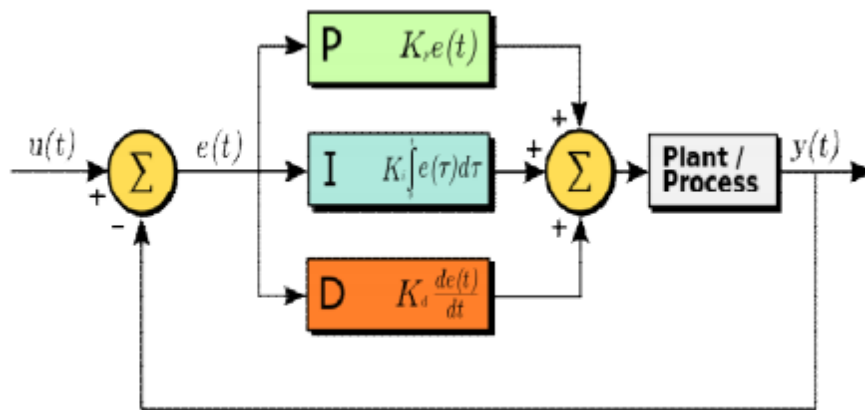 P K_p e(t)
u(t)
Σ
e(t)
I K_i ∫ e(τ)dτ
Σ
Plant /
Process
y(t)
D K_d de(t)/dt
+
-
+
+
+